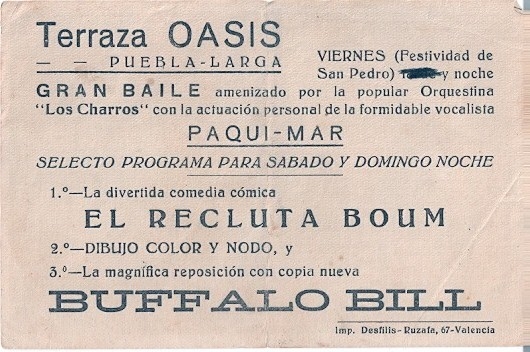 Terraza OASIS
— — PUEBLA-LARGA
VIERNES (Festividad de
San Pedro) y noche
GRAN BAILE amenizado por la popular Orquestina
"Los Charros" con la actuación personal de la formidable vocalista
PAQUI-MAR
SELECTO PROGRAMA PARA SABADO Y DOMINGO NOCHE
1.º—La divertida comedia cómica
EL RECLUTA BOUM
2.º—DIBUJO COLOR Y NODO, y
3.º—La magnífica reposición con copia nueva
BUFFALO BILL
Imp. Desfilis-Ruzafa, 67-Valencia